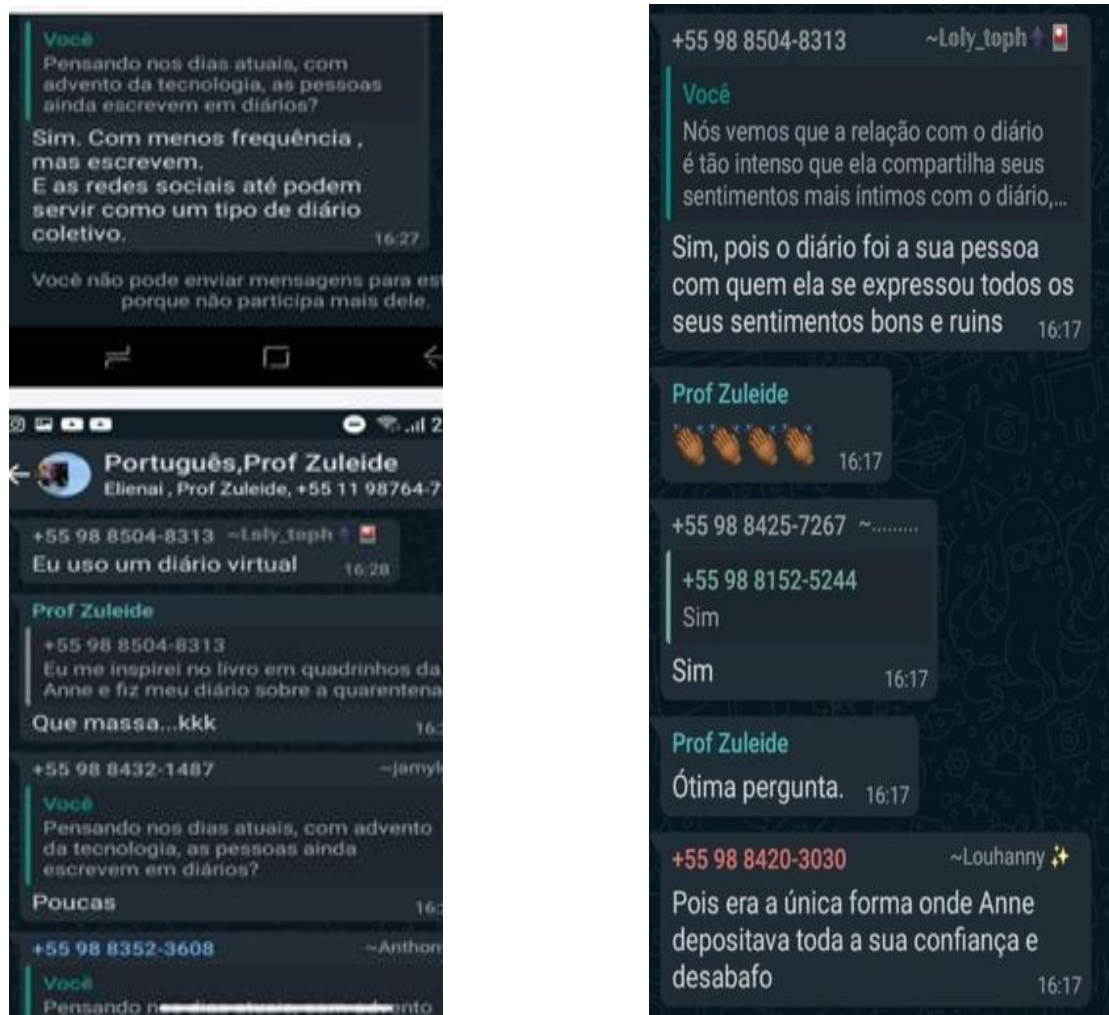 Você
Pensando nos dias atuais, com
advento da tecnologia, as pessoas
ainda escrevem em diários?
Sim. Com menos frequência ,
mas escrevem.
E as redes sociais até podem
servir como um tipo de diário
coletivo.
16:27
Você não pode enviar mensagens para
porque não participa mais dele.
Português,Prof Zuleide
Elienai , Prof Zuleide, +55 11 98764-7
+55 98 8504-8313 ~Loly_toph
Eu uso um diário virtual 16:28
Prof Zuleide
+55 98 8504-8313
Eu me inspirei no livro em quadrinhos da
Anne e fiz meu diário sobre a quarentena
Que massa...kkk 16:
+55 98 8432-1487 ~jamyl
Você
Pensando nos dias atuais, com advento
da tecnologia, as pessoas ainda
escrevem em diários?
Poucas 16:
+55 98 8352-3608 ~Anthon
Você
Pensando
+55 98 8504-8313 ~Loly_toph
Você
Nós vemos que a relação com o diário
é tão intenso que ela compartilha seus
sentimentos mais íntimos com o diário,...
Sim, pois o diário foi a sua pessoa
com quem ela se expressou todos os
seus sentimentos bons e ruins 16:17
Prof Zuleide
16:17
+55 98 8425-7267 ~.........
+55 98 8152-5244
Sim
Sim 16:17
Prof Zuleide
Ótima pergunta. 16:17
+55 98 8420-3030 ~Louhanny
Pois era a única forma onde Anne
depositava toda a sua confiança e
desabafo 16:17